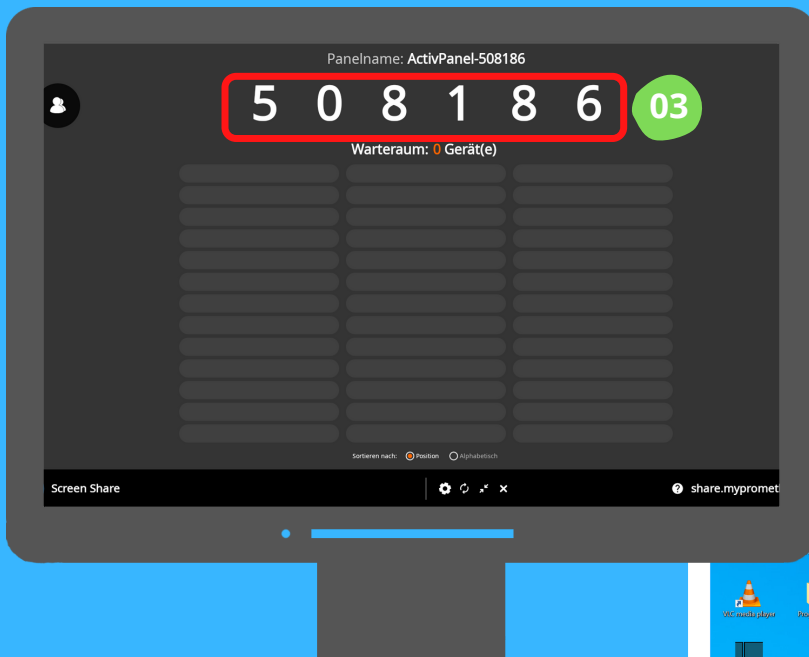 Panelname: ActivPanel-508186
5 0 8 1 8 6
03
Warteraum: 0 Gerät(e)
Sortieren nach: Position Alphabetisch
Screen Share
share.mypromet
VLC media player